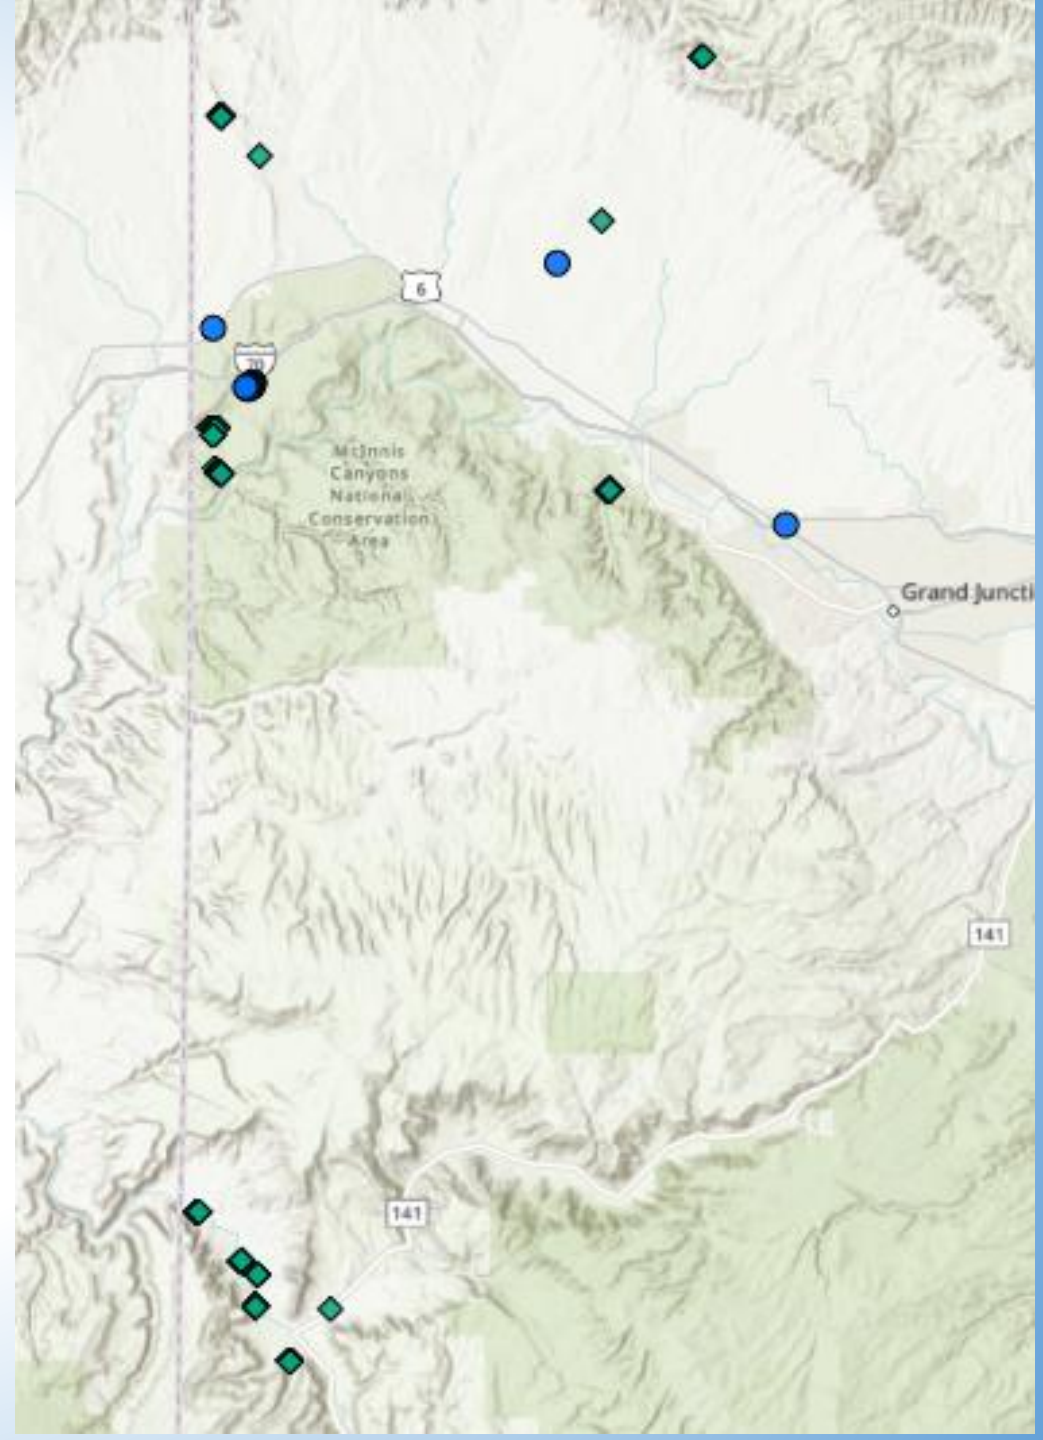 6
70
McInnis
Canyons
National
Conservation
Area
Grand Juncti
141
141